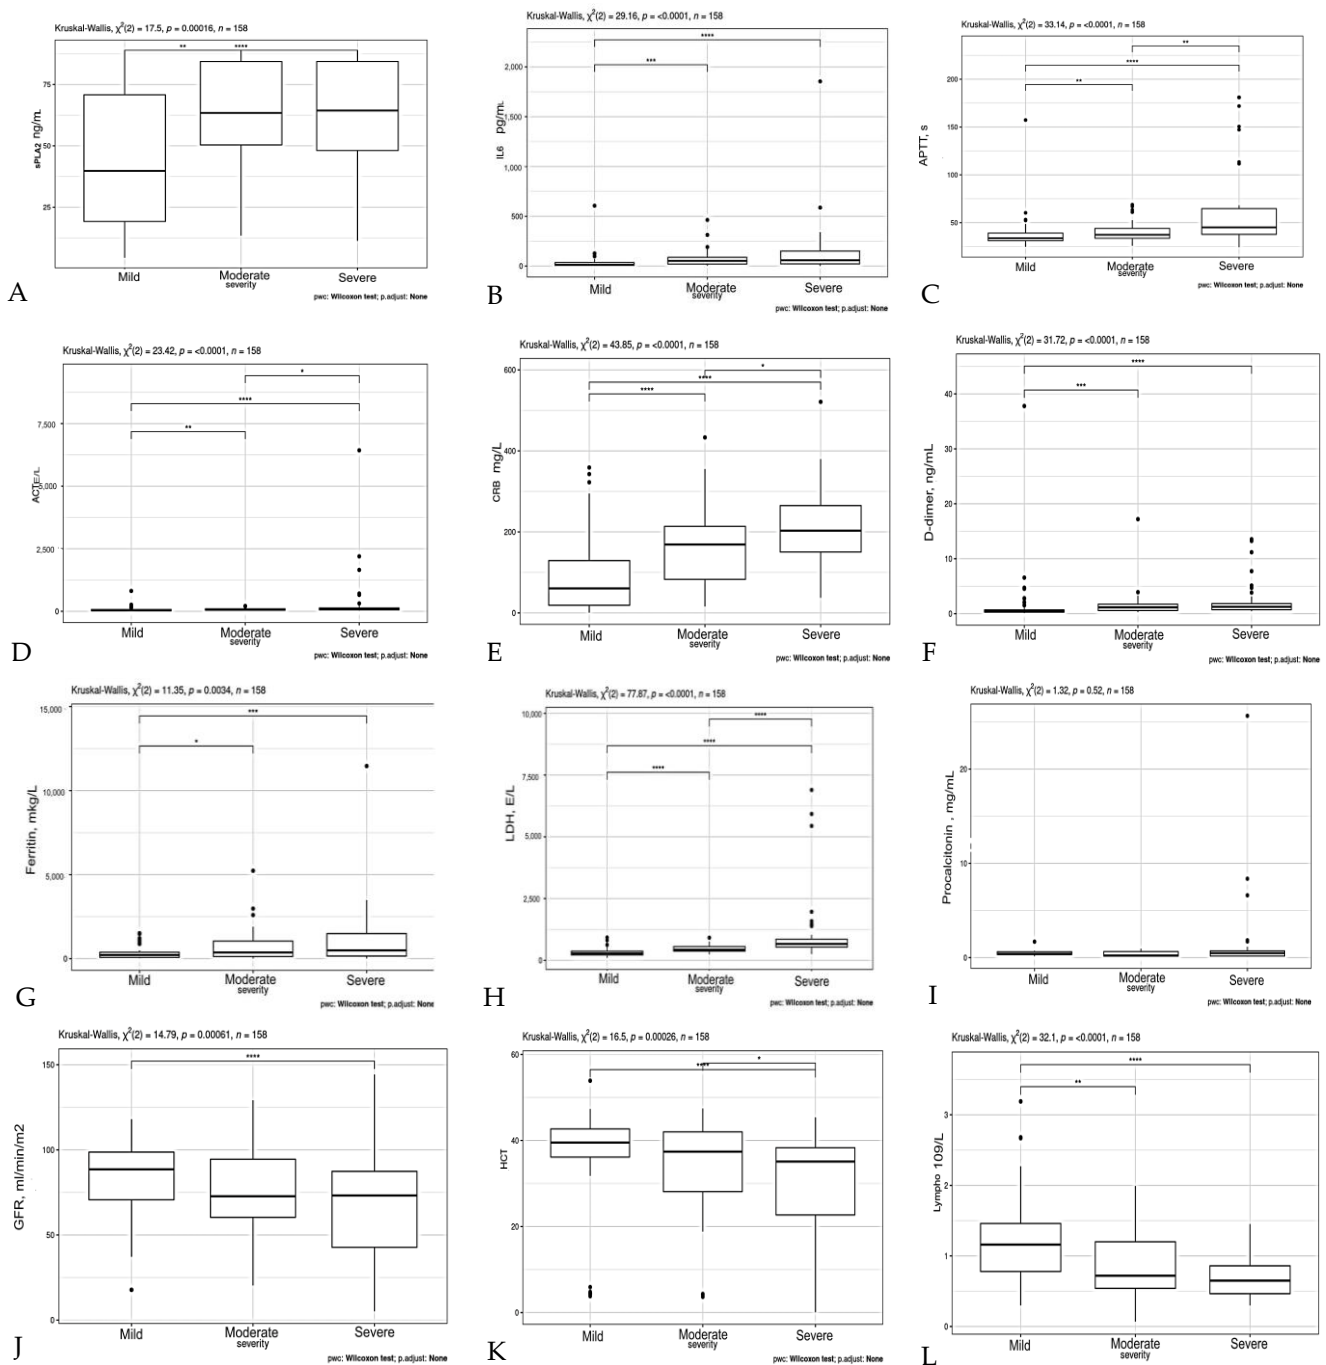 Kruskal-Wallis, χ2(2) = 17.5, p = 0.00016, n = 158
** ****
75
50
25
sPLA2 ng/mL
Mild Moderate Severe
severity
pwc: Wilcoxon test; p.adjust: None
A
Kruskal-Wallis, χ2(2) = 29.16, p = <0.0001, n = 158
****
***
2,000
1,500
1,000
500
0
IL6 pg/mL
Mild Moderate Severe
severity
pwc: Wilcoxon test; p.adjust: None
B
Kruskal-Wallis, χ2(2) = 33.14, p = <0.0001, n = 158
**
****
**
200
150
100
50
APTT, s
Mild Moderate Severe
severity
pwc: Wilcoxon test; p.adjust: None
C
Kruskal-Wallis, χ2(2) = 23.42, p = <0.0001, n = 158
*
****
**
7,500
5,000
2,500
0
ACT E/L
Mild Moderate Severe
severity
pwc: Wilcoxon test; p.adjust: None
D
Kruskal-Wallis, χ2(2) = 43.85, p = <0.0001, n = 158
*
****
****
600
400
200
0
CRB mg/L
Mild Moderate Severe
severity
pwc: Wilcoxon test; p.adjust: None
E
Kruskal-Wallis, χ2(2) = 31.72, p = <0.0001, n = 158
****
***
40
30
20
10
0
D-dimer, ng/mL
Mild Moderate Severe
severity
pwc: Wilcoxon test; p.adjust: None
F
Kruskal-Wallis, χ2(2) = 11.35, p = 0.0034, n = 158
***
*
15,000
10,000
5,000
0
Ferritin, mkg/L
Mild Moderate Severe
severity
pwc: Wilcoxon test; p.adjust: None
G
Kruskal-Wallis, χ2(2) = 77.87, p = <0.0001, n = 158
****
****
****
10,000
7,500
5,000
2,500
0
LDH, E/L
Mild Moderate Severe
severity
pwc: Wilcoxon test; p.adjust: None
H
Kruskal-Wallis, χ2(2) = 1.32, p = 0.52, n = 158
20
10
0
Procalcitonin , mg/mL
Mild Moderate Severe
severity
pwc: Wilcoxon test; p.adjust: None
I
Kruskal-Wallis, χ2(2) = 14.79, p = 0.00061, n = 158
****
150
100
50
0
GFR, ml/min/m2
Mild Moderate Severe
severity
pwc: Wilcoxon test; p.adjust: None
J
Kruskal-Wallis, χ2(2) = 16.5, p = 0.00026, n = 158
*
****
60
40
20
0
HCT
Mild Moderate Severe
severity
pwc: Wilcoxon test; p.adjust: None
K
Kruskal-Wallis, χ2(2) = 32.1, p = <0.0001, n = 158
****
**
3
2
1
0
Lympho 109/L
Mild Moderate Severe
severity
pwc: Wilcoxon test; p.adjust: None
L